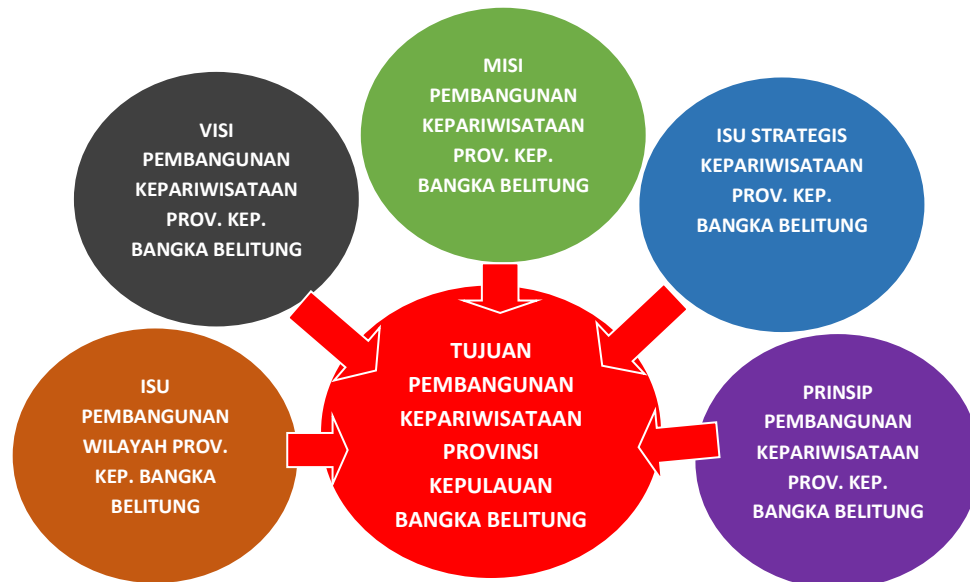 MISI
PEMBANGUNAN
KEPARIWISATAAN
PROV. KEP.
BANGKA BELITUNG
VISI
PEMBANGUNAN
KEPARIWISATAAN
PROV. KEP.
BANGKA BELITUNG
ISU STRATEGIS
KEPARIWISATAAN
PROV. KEP.
BANGKA BELITUNG
ISU
PEMBANGUNAN
WILAYAH PROV.
KEP. BANGKA
BELITUNG
TUJUAN
PEMBANGUNAN
KEPARIWISATAAN
PROVINSI
KEPULAUAN
BANGKA BELITUNG
PRINSIP
PEMBANGUNAN
KEPARIWISATAAN
PROV. KEP.
BANGKA BELITUNG